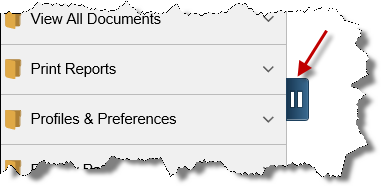 View All Documents
Print Reports
Profiles & Preferences